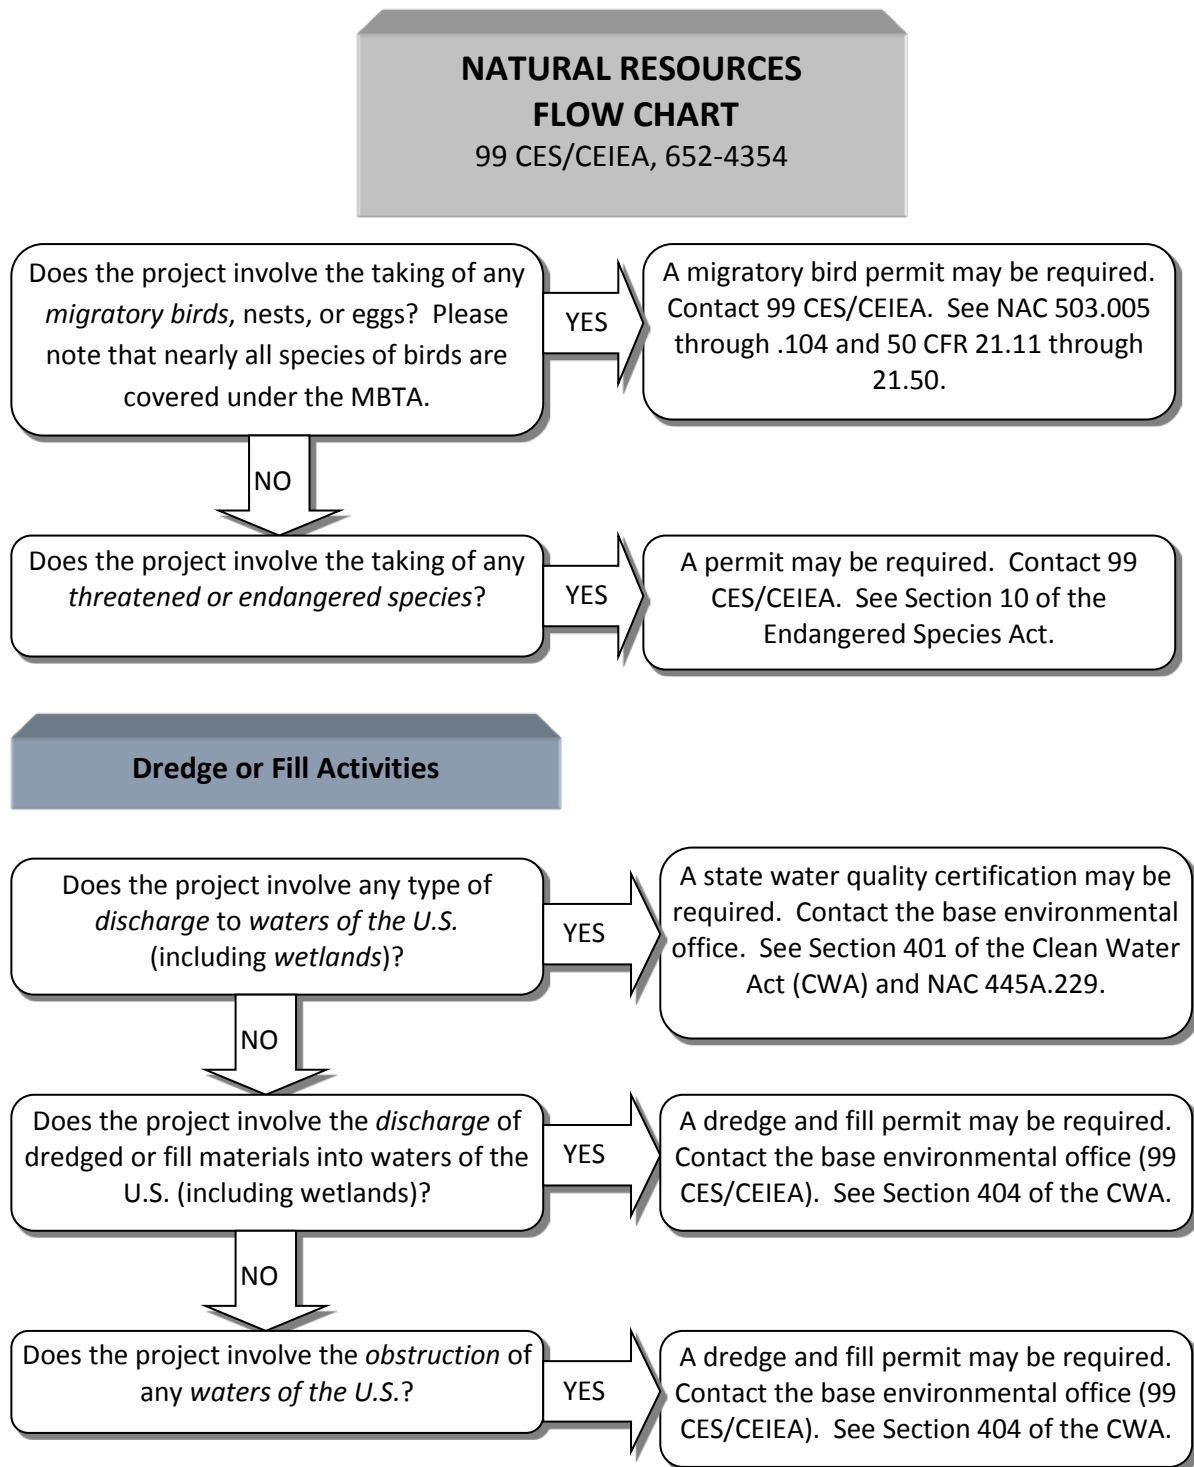 NATURAL RESOURCES
FLOW CHART
99 CES/CEIEA, 652-4354
Does the project involve the taking of any
migratory birds, nests, or eggs?  Please
note that nearly all species of birds are
covered under the MBTA.
YES
A migratory bird permit may be required.
Contact 99 CES/CEIEA.  See NAC 503.005
through .104 and 50 CFR 21.11 through
21.50.
NO
Does the project involve the taking of any
threatened or endangered species?
YES
A permit may be required.  Contact 99
CES/CEIEA.  See Section 10 of the
Endangered Species Act.
Dredge or Fill Activities
Does the project involve any type of
discharge to waters of the U.S.
(including wetlands)?
YES
A state water quality certification may be
required.  Contact the base environmental
office.  See Section 401 of the Clean Water
Act (CWA) and NAC 445A.229.
NO
Does the project involve the discharge of
dredged or fill materials into waters of the
U.S. (including wetlands)?
YES
A dredge and fill permit may be required.
Contact the base environmental office (99
CES/CEIEA).  See Section 404 of the CWA.
NO
Does the project involve the obstruction of
any waters of the U.S.?
YES
A dredge and fill permit may be required.
Contact the base environmental office (99
CES/CEIEA).  See Section 404 of the CWA.